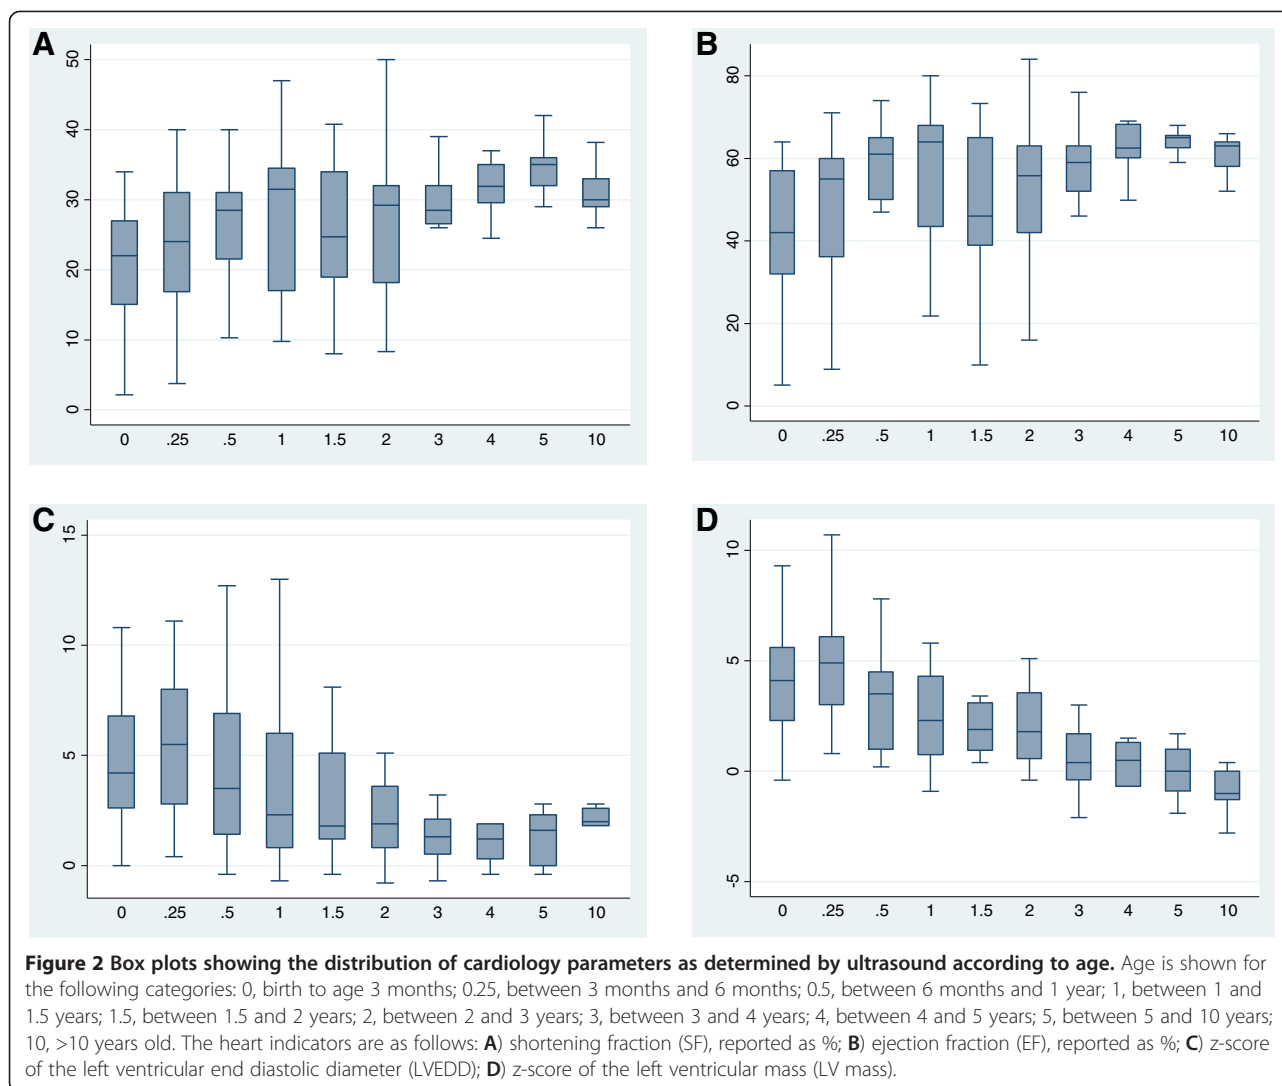 A
50
40
30
20
10
0
0 .25 .5 1 1.5 2 3 4 5 10
B
80
60
40
20
0
0 .25 .5 1 1.5 2 3 4 5 10
C
15
10
5
0
0 .25 .5 1 1.5 2 3 4 5 10
D
10
5
0
-5
0 .25 .5 1 1.5 2 3 4 5 10
Figure 2 Box plots showing the distribution of cardiology parameters as determined by ultrasound according to age. Age is shown for
the following categories: 0, birth to age 3 months; 0.25, between 3 months and 6 months; 0.5, between 6 months and 1 year; 1, between 1 and
1.5 years; 1.5, between 1.5 and 2 years; 2, between 2 and 3 years; 3, between 3 and 4 years; 4, between 4 and 5 years; 5, between 5 and 10 years;
10, >10 years old. The heart indicators are as follows: A) shortening fraction (SF), reported as %; B) ejection fraction (EF), reported as %; C) z-score
of the left ventricular end diastolic diameter (LVEDD); D) z-score of the left ventricular mass (LV mass).